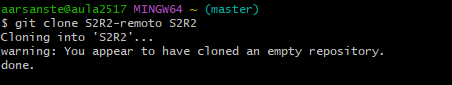 aarsanste@aula2517 MINGW64 ~ (master)
$ git clone S2R2-remoto S2R2
Cloning into 'S2R2'...
warning: You appear to have cloned an empty repository.
done.